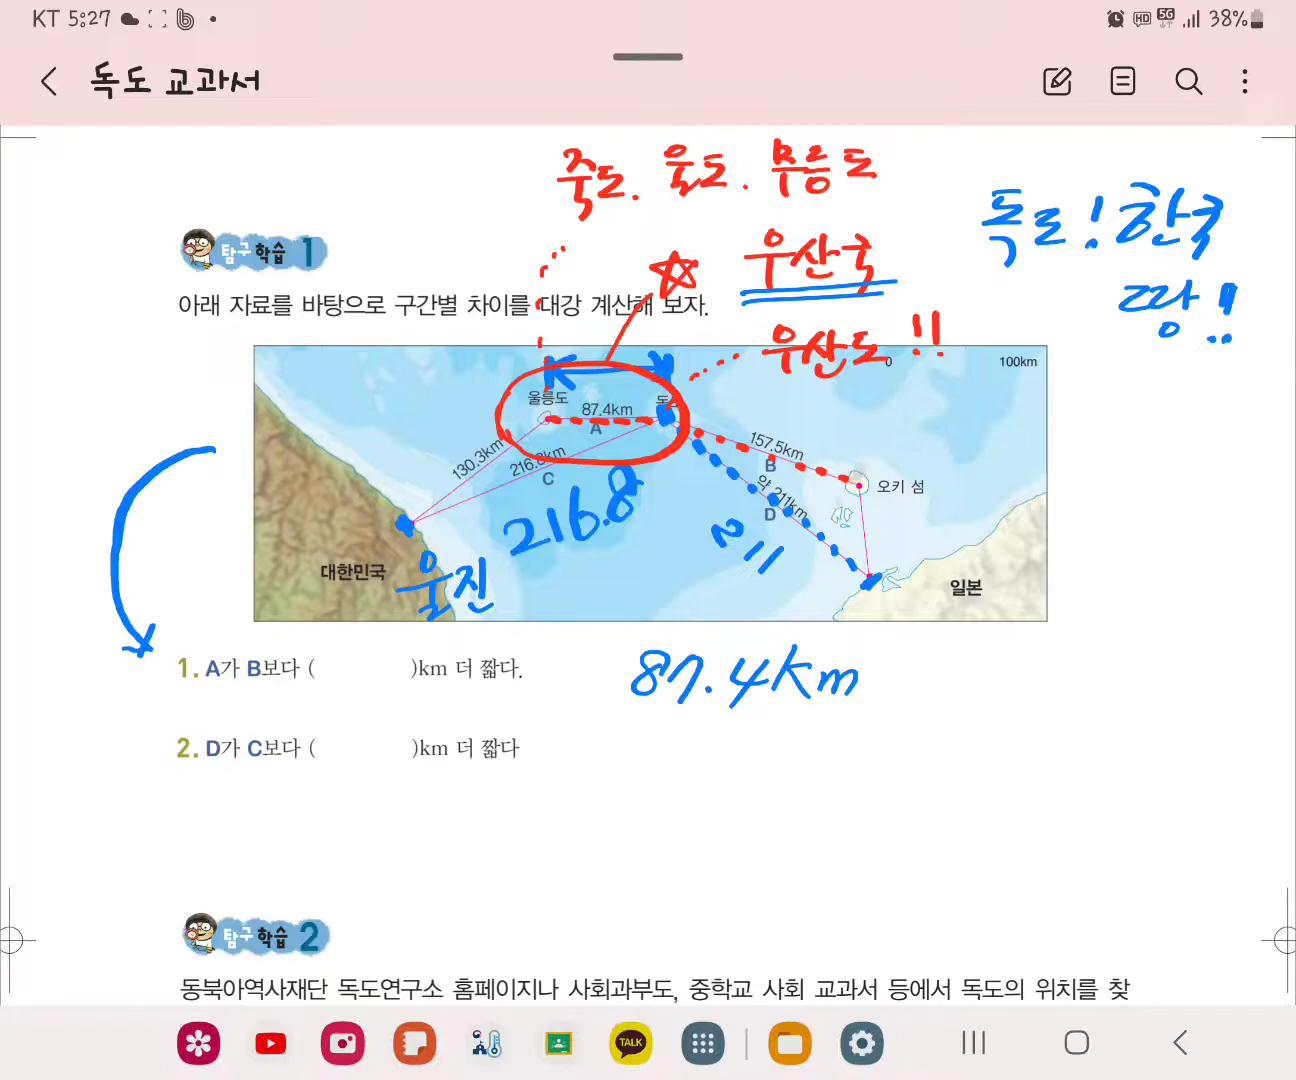 KT 5:27
HD 5G 38%
독도 교과서
죽도. 울도. 무릉도
독도! 한국
땅!!
탐구 학습 1
우산국
아래 자료를 바탕으로 구간별 차이를 대강 계산해 보자.
우산도!!
0 100km
울릉도 87.4km 독도
A
130.3km 216.8km
C
157.5km
B
약 211km
D
오키 섬
216.8
211
울진
대한민국
일본
1. A가 B보다 ( )km 더 짧다.
87.4km
2. D가 C보다 ( )km 더 짧다
탐구 학습 2
동북아역사재단 독도연구소 홈페이지나 사회과부도, 중학교 사회 교과서 등에서 독도의 위치를 찾
TALK